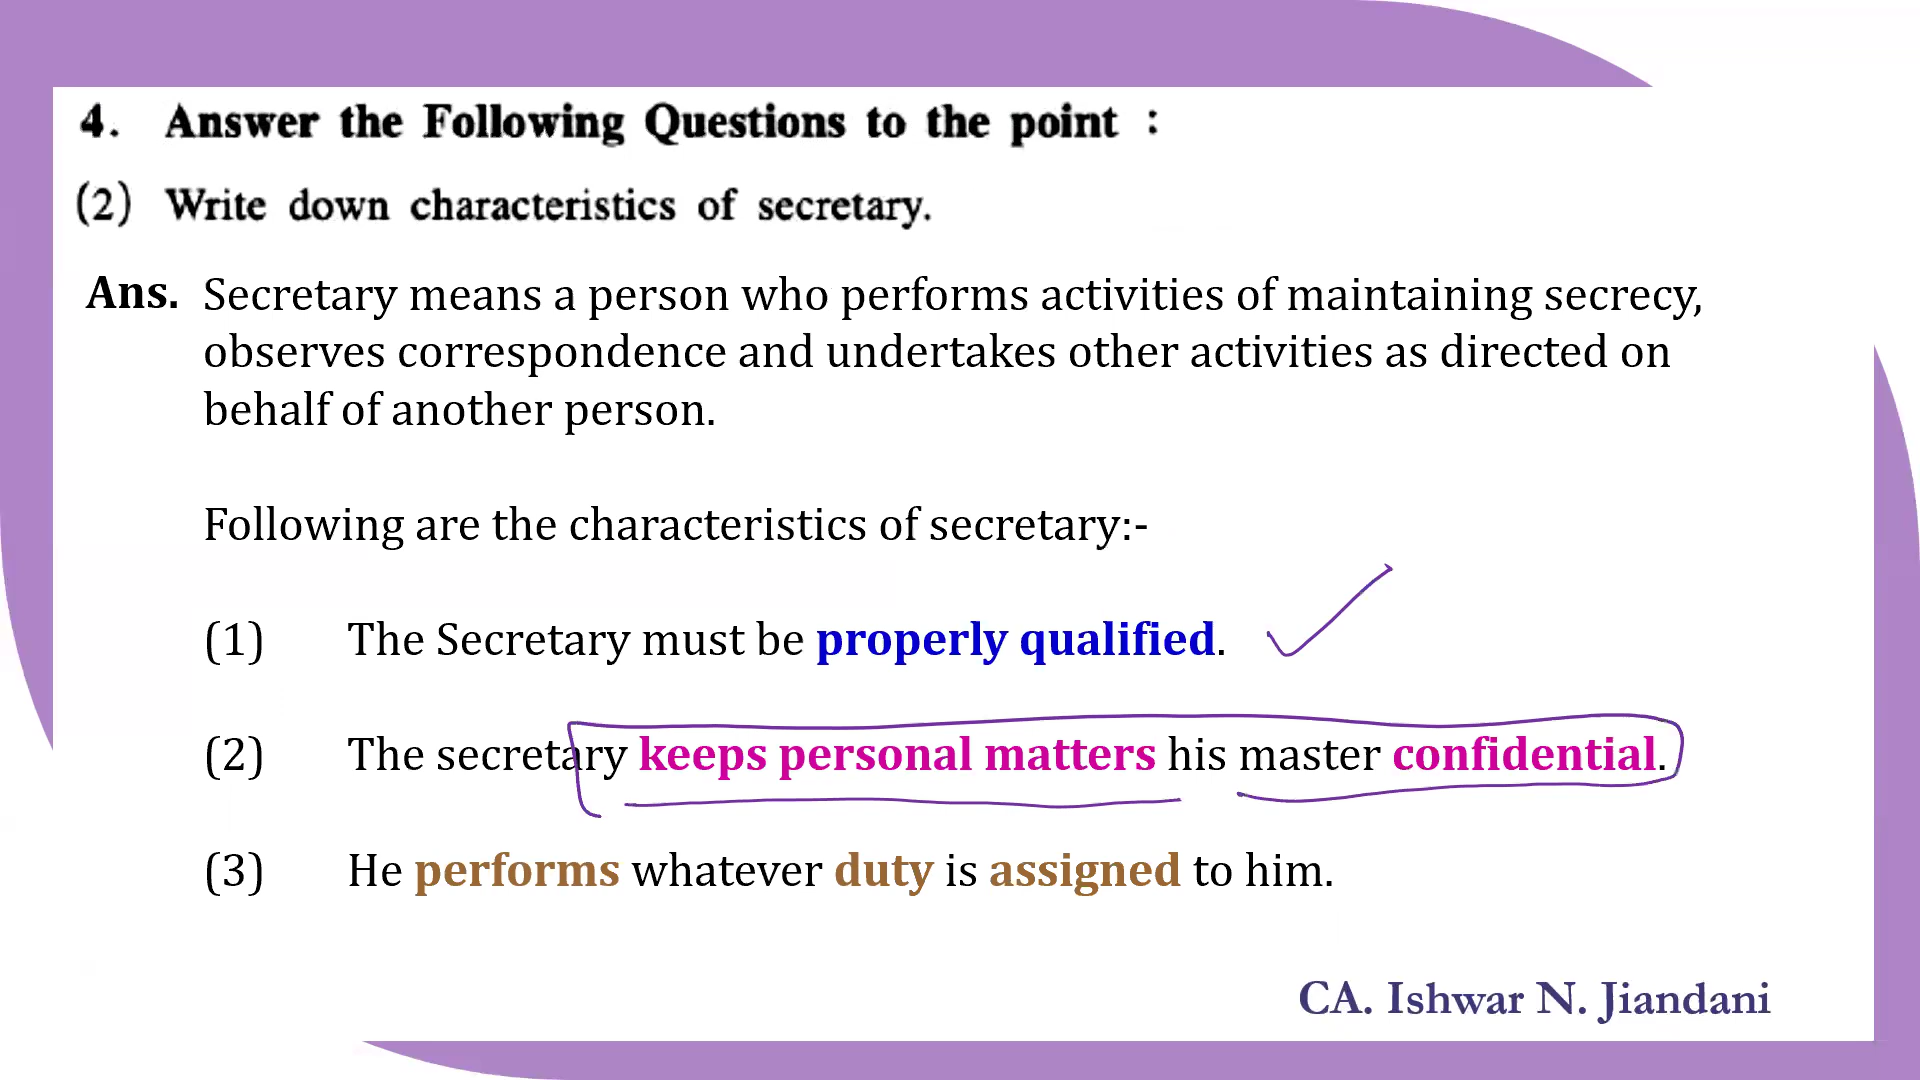 4. Answer the Following Questions to the point :
(2) Write down characteristics of secretary.
Ans. Secretary means a person who performs activities of maintaining secrecy,
observes correspondence and undertakes other activities as directed on
behalf of another person.
Following are the characteristics of secretary:-
(1) The Secretary must be properly qualified.
(2) The secretary keeps personal matters his master confidential.
(3) He performs whatever duty is assigned to him.
CA. Ishwar N. Jiandani